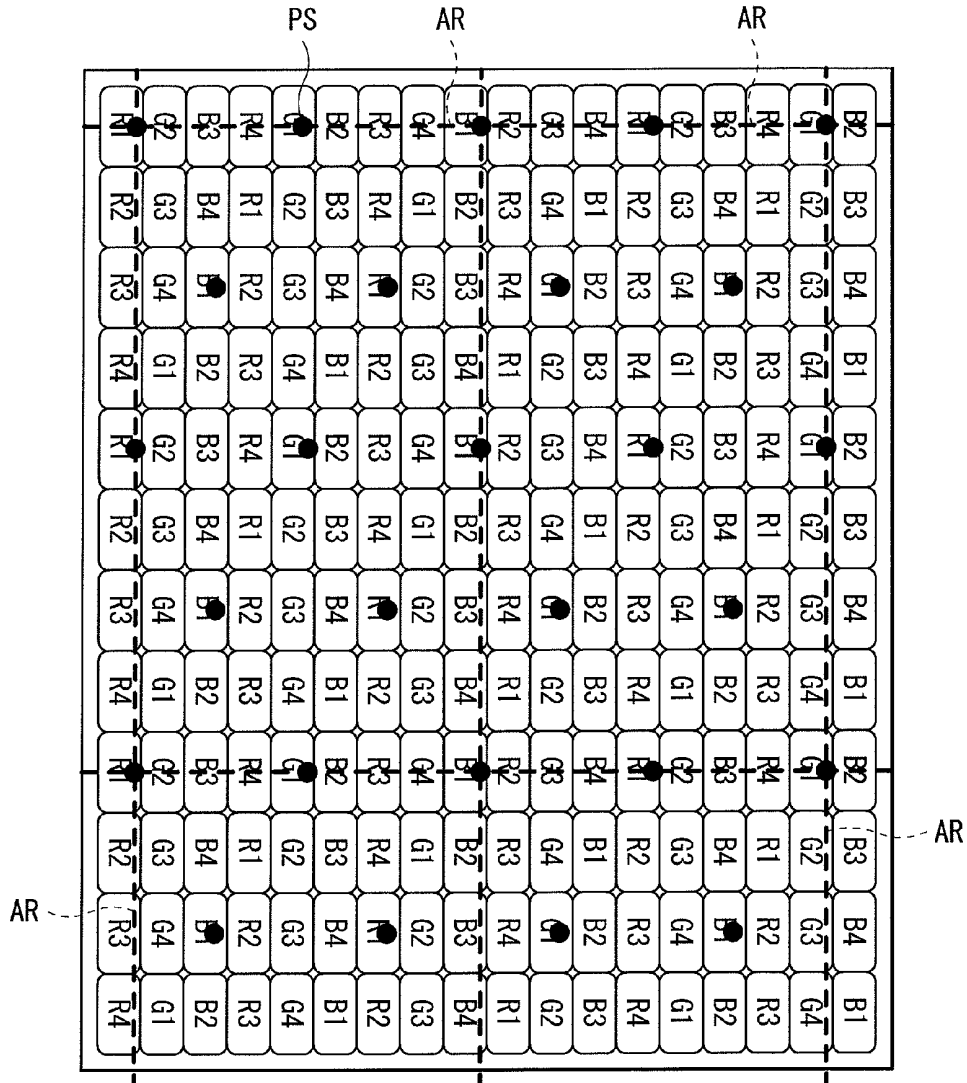 PS AR AR
R1 G2 B3 R4 G1 B2 R3 G4 B1 R2 G3 B4 R1 G2 B3 R4 G1 B2
R2 G3 B4 R1 G2 B3 R4 G1 B2 R3 G4 B1 R2 G3 B4 R1 G2 B3
R3 G4 B1 R2 G3 B4 R1 G2 B3 R4 G1 B2 R3 G4 B1 R2 G3 B4
R4 G1 B2 R3 G4 B1 R2 G3 B4 R1 G2 B3 R4 G1 B2 R3 G4 B1
R1 G2 B3 R4 G1 B2 R3 G4 B1 R2 G3 B4 R1 G2 B3 R4 G1 B2
R2 G3 B4 R1 G2 B3 R4 G1 B2 R3 G4 B1 R2 G3 B4 R1 G2 B3
R3 G4 B1 R2 G3 B4 R1 G2 B3 R4 G1 B2 R3 G4 B1 R2 G3 B4
R4 G1 B2 R3 G4 B1 R2 G3 B4 R1 G2 B3 R4 G1 B2 R3 G4 B1
R1 G2 B3 R4 G1 B2 R3 G4 B1 R2 G3 B4 R1 G2 B3 R4 G1 B2
R2 G3 B4 R1 G2 B3 R4 G1 B2 R3 G4 B1 R2 G3 B4 R1 G2 B3
AR
AR
R3 G4 B1 R2 G3 B4 R1 G2 B3 R4 G1 B2 R3 G4 B1 R2 G3 B4
R4 G1 B2 R3 G4 B1 R2 G3 B4 R1 G2 B3 R4 G1 B2 R3 G4 B1